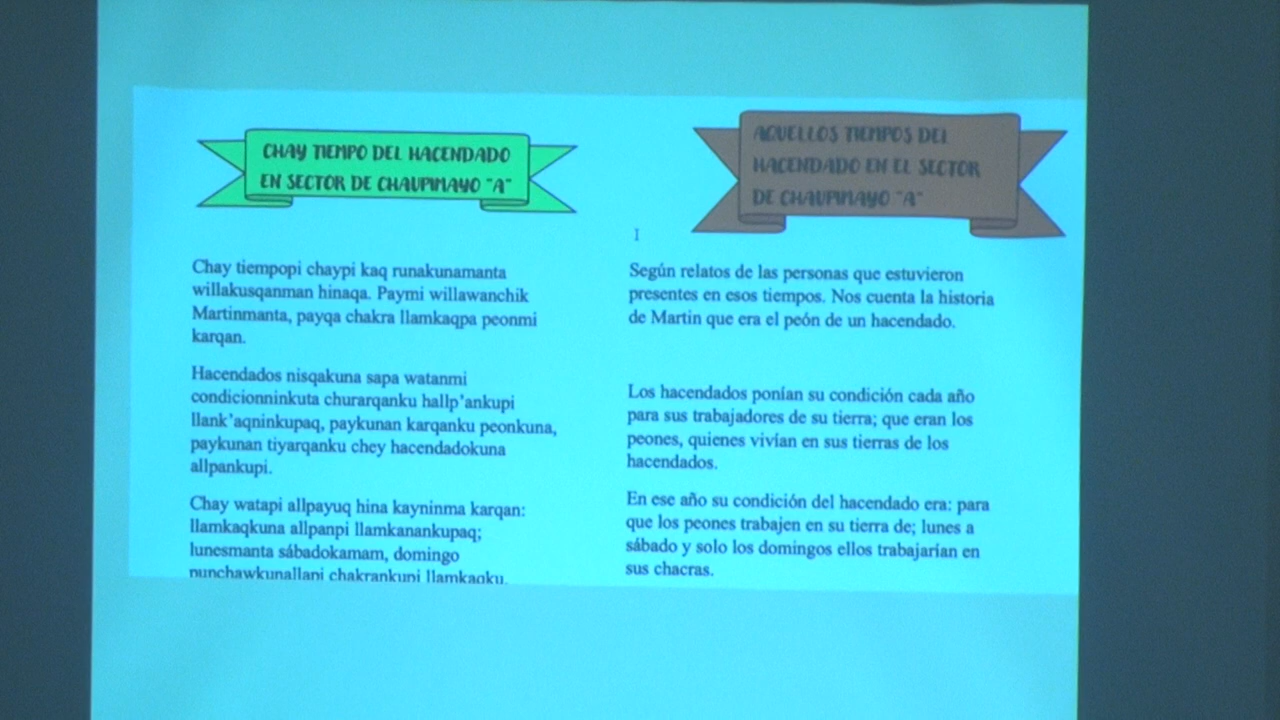 CHAY TIEMPO DEL HACENDADO
EN SECTOR DE CHAUPIMAYO "A"
Chay tiempopi chaypi kaq runakunamanta
willakusqanman hinaqa. Paymi willawanchik
Martinmanta, payqa chakra llamkaqpa peonmi
karqan.
Hacendados nisqakuna sapa watanmi
condicionninkuta churarqanku hallp’ankupi
llank’aqninkupaq, paykunan karqanku peonkuna,
paykunan tiyarqanku chey hacendadokuna
allpankupi.
Chay watapi allpayuq hina kayninma karqan:
llamkaqkuna allpanpi llamkanankupaq;
lunesmanta sábadokamam, domingo
punchawkunallapi chakrankupi llamkaqku.
AQUELLOS TIEMPOS DEL
HACENDADO EN EL SECTOR
DE CHAUPIMAYO "A"
Según relatos de las personas que estuvieron
presentes en esos tiempos. Nos cuenta la historia
de Martin que era el peón de un hacendado.
Los hacendados ponían su condición cada año
para sus trabajadores de su tierra; que eran los
peones, quienes vivían en sus tierras de los
hacendados.
En ese año su condición del hacendado era: para
que los peones trabajen en su tierra de; lunes a
sábado y solo los domingos ellos trabajarían en
sus chacras.